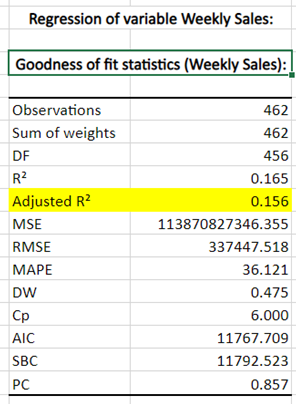 Regression of variable Weekly Sales:
Goodness of fit statistics (Weekly Sales):
Observations 462
Sum of weights 462
DF 456
R² 0.165
Adjusted R² 0.156
MSE 113870827346.355
RMSE 337447.518
MAPE 36.121
DW 0.475
Cp 6.000
AIC 11767.709
SBC 11792.523
PC 0.857